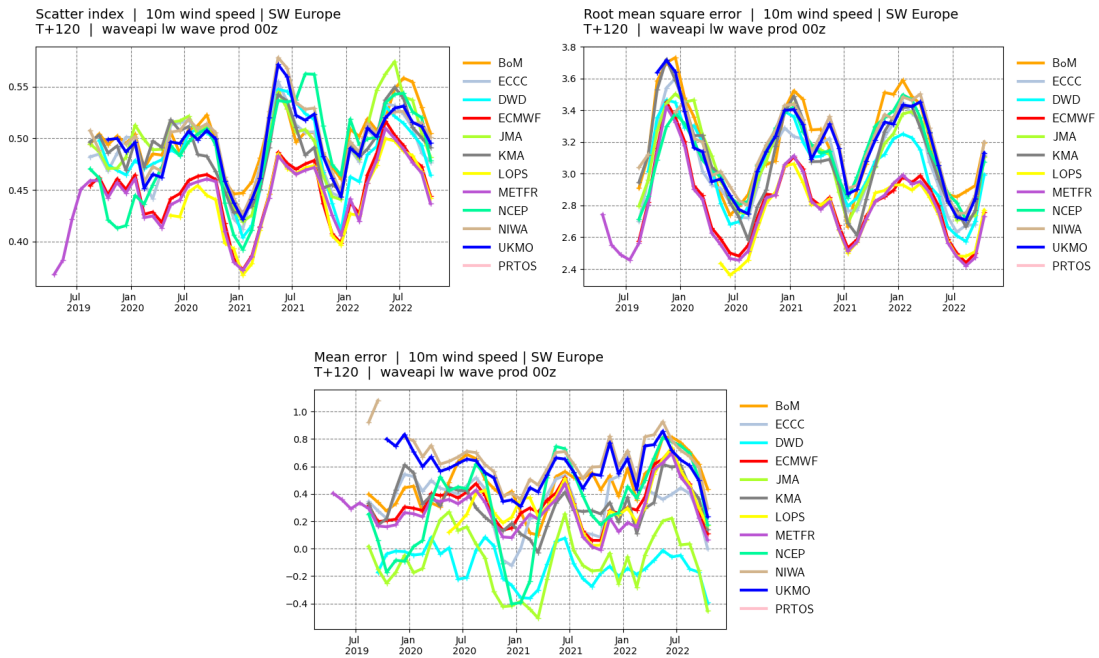 Scatter index | 10m wind speed | SW Europe
T+120 | waveapi lw wave prod 00z
0.55
0.50
0.45
0.40
Jul 2019
Jan 2020
Jul 2020
Jan 2021
Jul 2021
Jan 2022
Jul 2022
BoM
ECCC
DWD
ECMWF
JMA
KMA
LOPS
METFR
NCEP
NIWA
UKMO
PRTOS
Root mean square error | 10m wind speed | SW Europe
T+120 | waveapi lw wave prod 00z
3.8
3.6
3.4
3.2
3.0
2.8
2.6
2.4
Jul 2019
Jan 2020
Jul 2020
Jan 2021
Jul 2021
Jan 2022
Jul 2022
BoM
ECCC
DWD
ECMWF
JMA
KMA
LOPS
METFR
NCEP
NIWA
UKMO
PRTOS
Mean error | 10m wind speed | SW Europe
T+120 | waveapi lw wave prod 00z
1.0
0.8
0.6
0.4
0.2
0.0
−0.2
−0.4
Jul 2019
Jan 2020
Jul 2020
Jan 2021
Jul 2021
Jan 2022
Jul 2022
BoM
ECCC
DWD
ECMWF
JMA
KMA
LOPS
METFR
NCEP
NIWA
UKMO
PRTOS